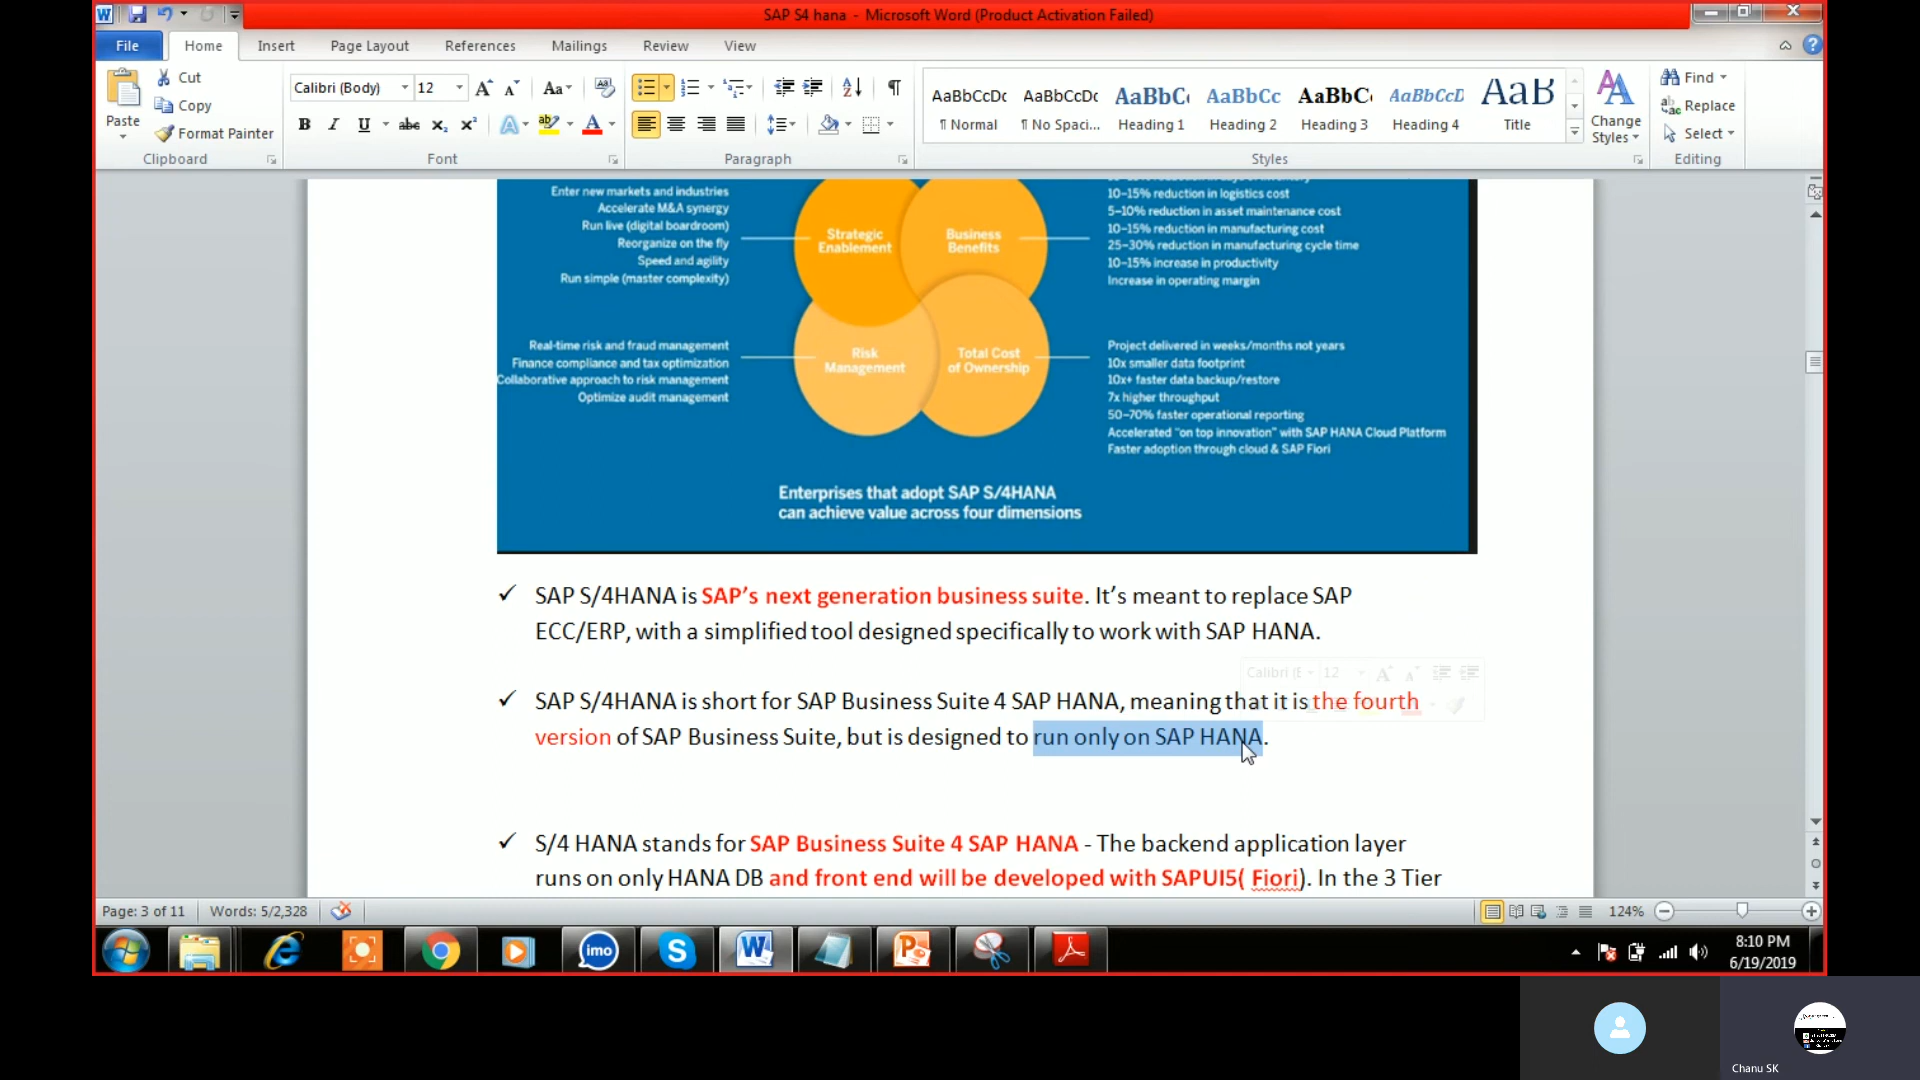 SAP S4 hana - Microsoft Word (Product Activation Failed)
File Home Insert Page Layout References Mailings Review View
Paste
Cut
Copy
Format Painter
Clipboard
Calibri (Body) 12
Font
Paragraph
AaBbCcDc AaBbCcDc AaBbC AaBbCc AaBbC AaBbCcD AaB
¶ Normal ¶ No Spaci... Heading 1 Heading 2 Heading 3 Heading 4 Title
Change
Styles
Styles
Find
Replace
Select
Editing
Enter new markets and industries
Accelerate M&A synergy
Run live (digital boardroom)
Reorganize on the fly
Speed and agility
Run simple (master complexity)
Strategic
Enablement
Business
Benefits
10–15% reduction in logistics cost
5–10% reduction in asset maintenance cost
10–15% reduction in manufacturing cost
25–30% reduction in manufacturing cycle time
10–15% increase in productivity
Increase in operating margin
Real-time risk and fraud management
Finance compliance and tax optimization
Collaborative approach to risk management
Optimize audit management
Risk
Management
Total Cost
of Ownership
Project delivered in weeks/months not years
10x smaller data footprint
10x+ faster data backup/restore
7x higher throughput
50–70% faster operational reporting
Accelerated "on top innovation" with SAP HANA Cloud Platform
Faster adoption through cloud & SAP Fiori
Enterprises that adopt SAP S/4HANA
can achieve value across four dimensions
✓ SAP S/4HANA is SAP's next generation business suite. It's meant to replace SAP
ECC/ERP, with a simplified tool designed specifically to work with SAP HANA.
✓ SAP S/4HANA is short for SAP Business Suite 4 SAP HANA, meaning that it is the fourth
version of SAP Business Suite, but is designed to run only on SAP HANA.
✓ S/4 HANA stands for SAP Business Suite 4 SAP HANA - The backend application layer
runs on only HANA DB and front end will be developed with SAPUI5( Fiori). In the 3 Tier
Page: 3 of 11 Words: 5/2,328 124%
imo
8:10 PM
6/19/2019
Chanu SK